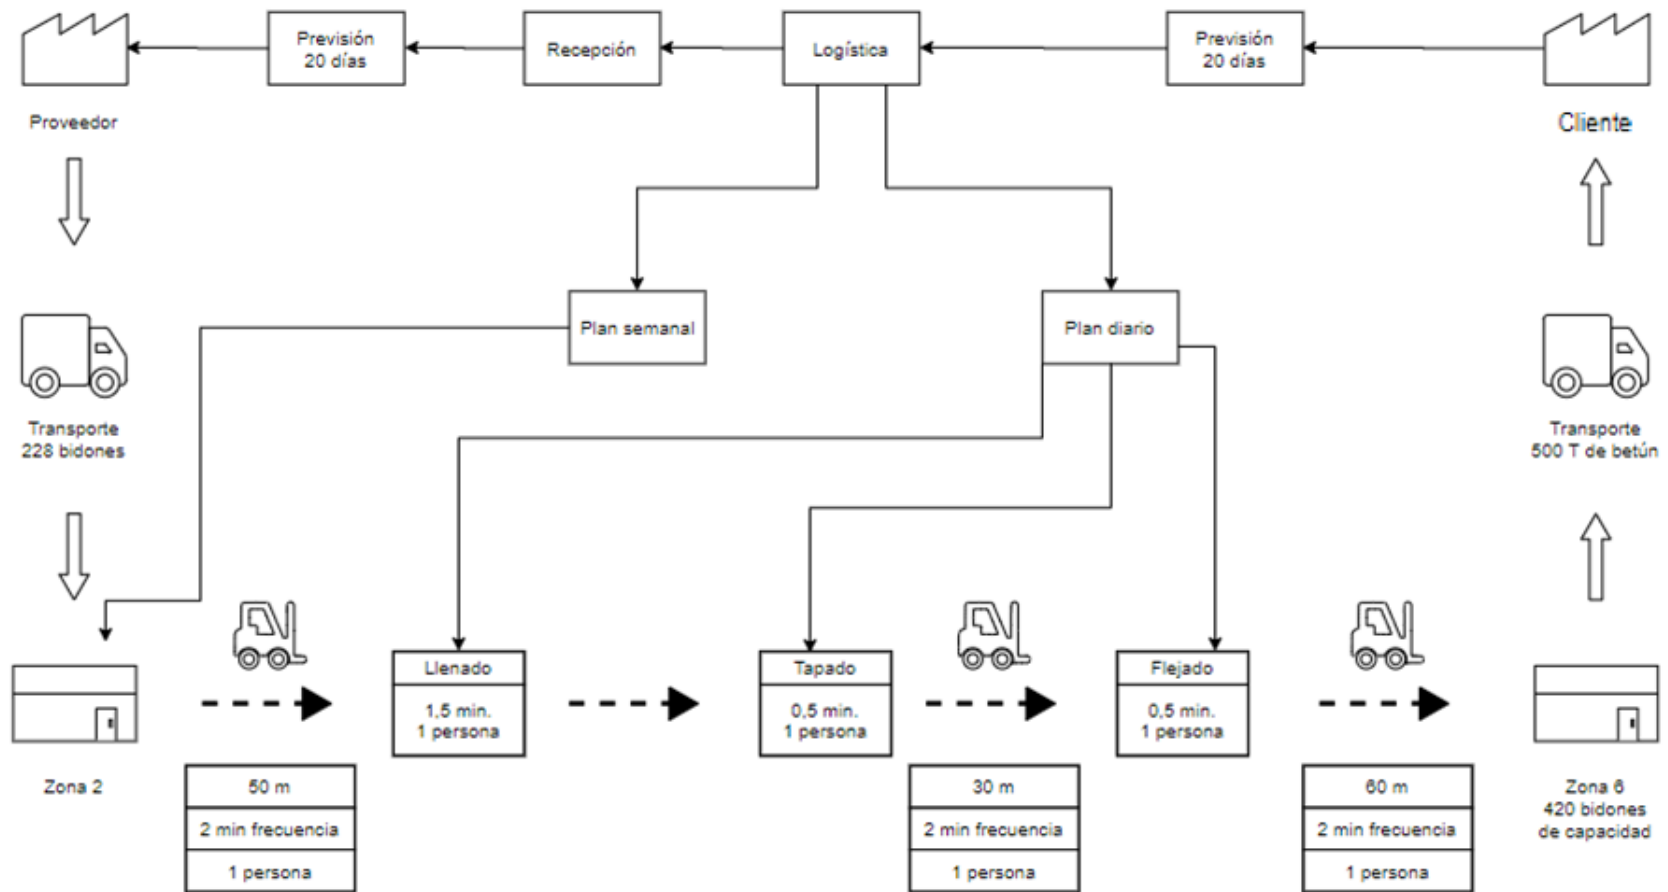 Previsión
20 días
Recepción
Logística
Previsión
20 días
Proveedor
Cliente
Plan semanal
Plan diario
Transporte
228 bidones
Transporte
500 T de betún
Llenado
1,5 min.
1 persona
Tapado
0,5 min.
1 persona
Flejado
0,5 min.
1 persona
Zona 2
50 m
2 min frecuencia
1 persona
30 m
2 min frecuencia
1 persona
60 m
2 min frecuencia
1 persona
Zona 6
420 bidones
de capacidad